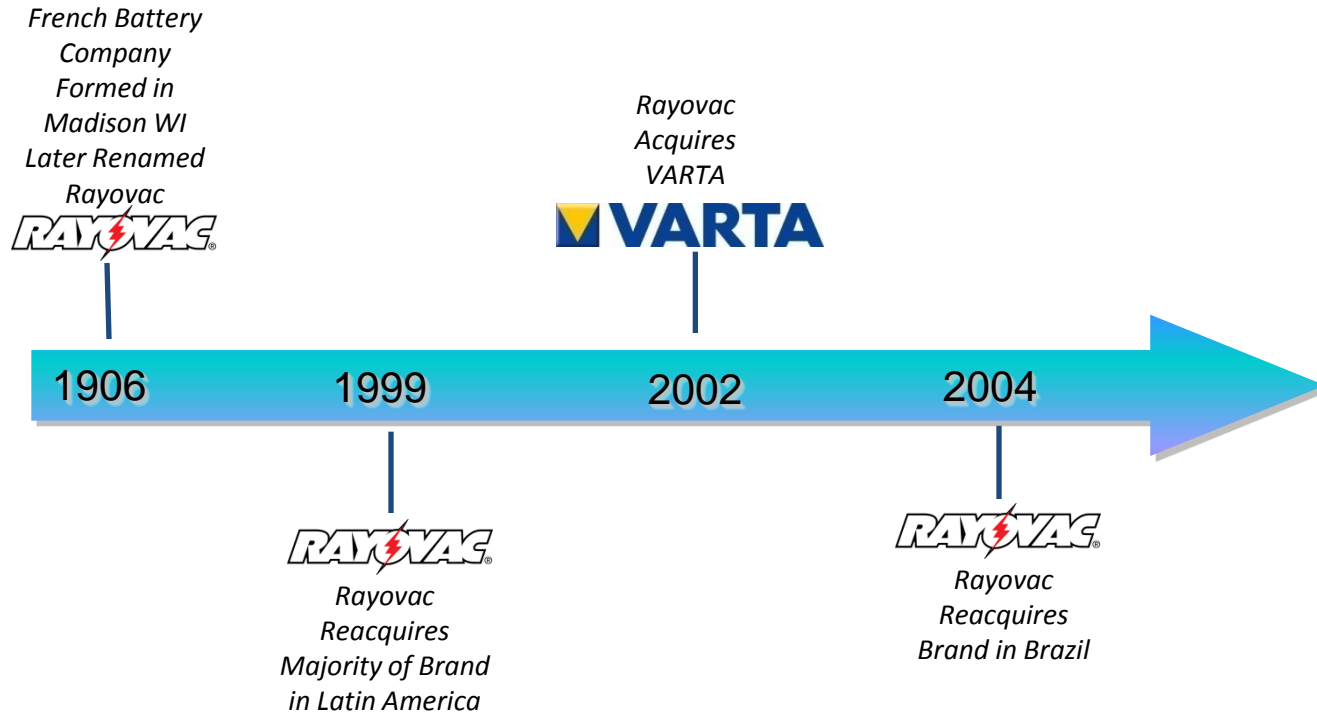 French Battery
Company
Formed in
Madison WI
Later Renamed
Rayovac
RAYOVAC®
Rayovac
Acquires
VARTA
VARTA
1906
1999
2002
2004
RAYOVAC®
Rayovac
Reacquires
Majority of Brand
in Latin America
RAYOVAC®
Rayovac
Reacquires
Brand in Brazil